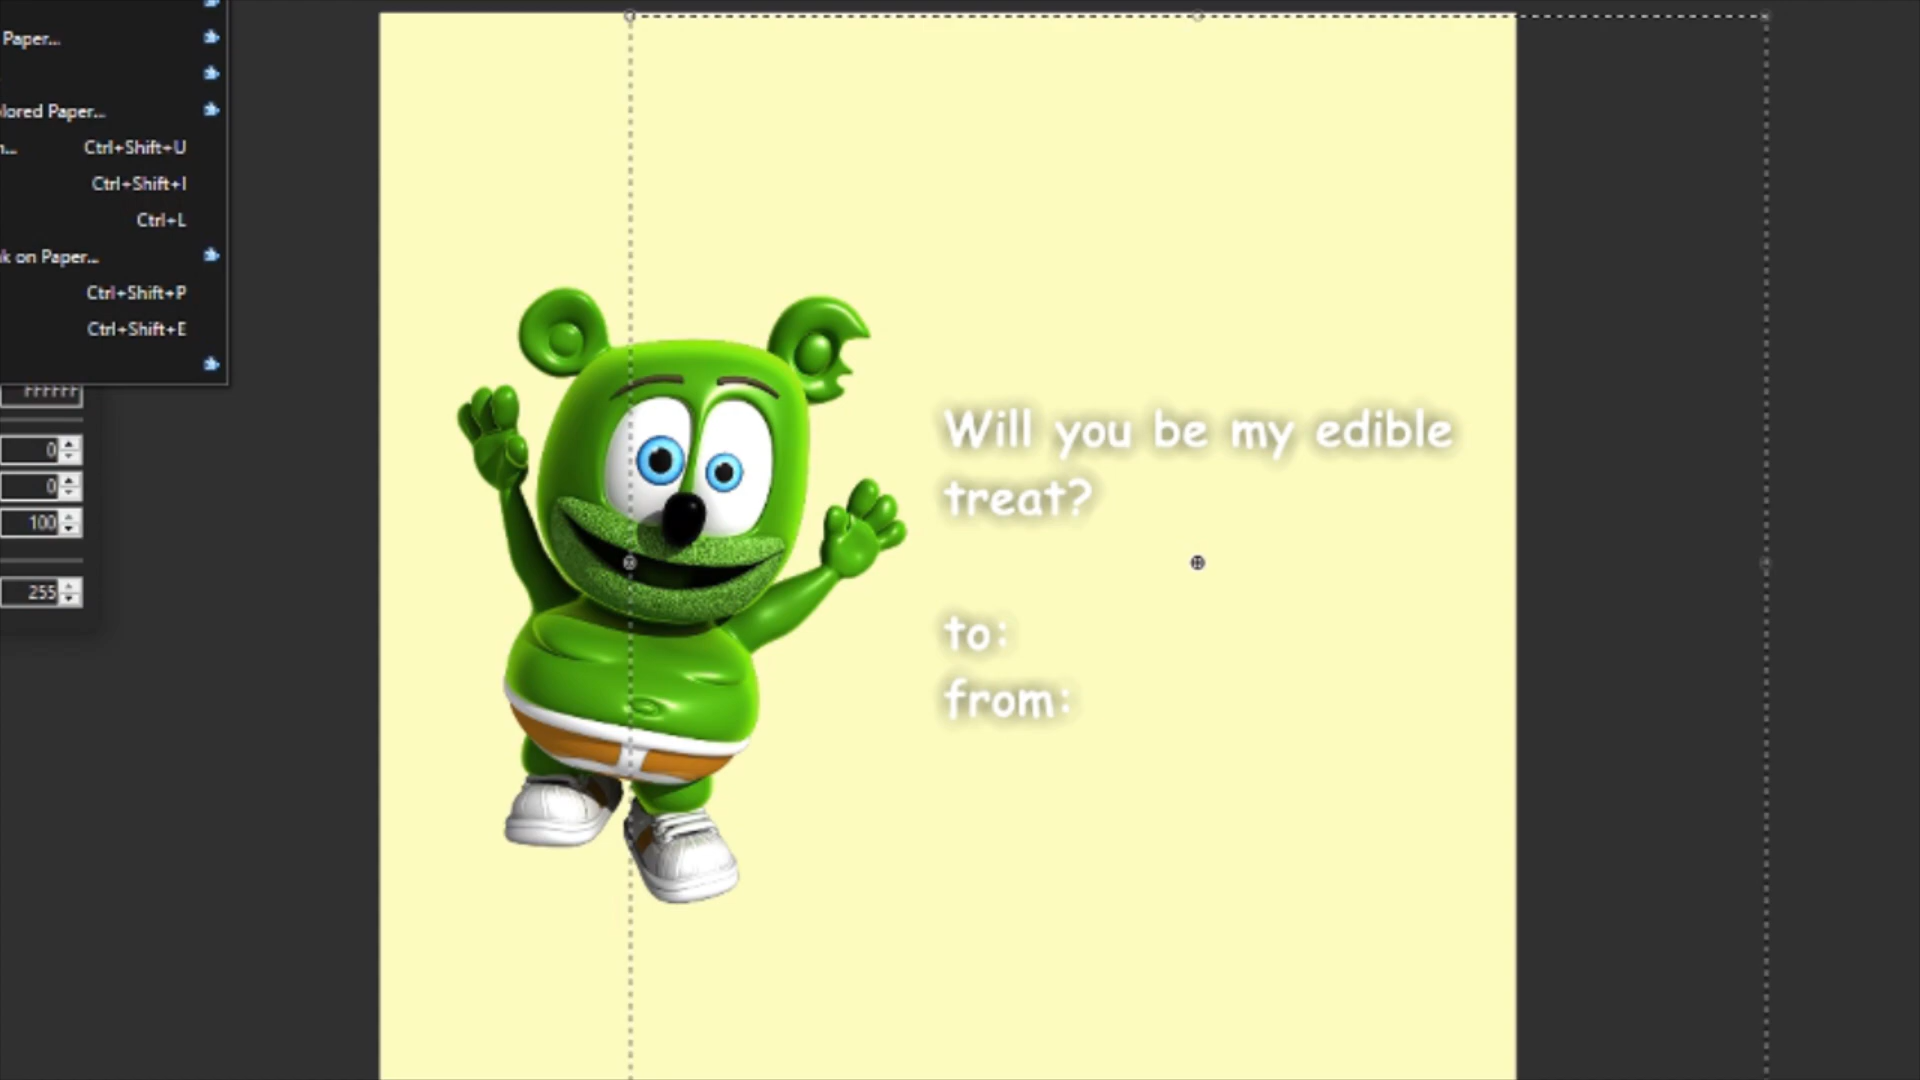 Paper...
lored Paper...
n... Ctrl+Shift+U
Ctrl+Shift+I
Ctrl+L
k on Paper...
Ctrl+Shift+P
Ctrl+Shift+E
FFFFFF
0
0
100
255
Will you be my edible
treat?
to:
from: